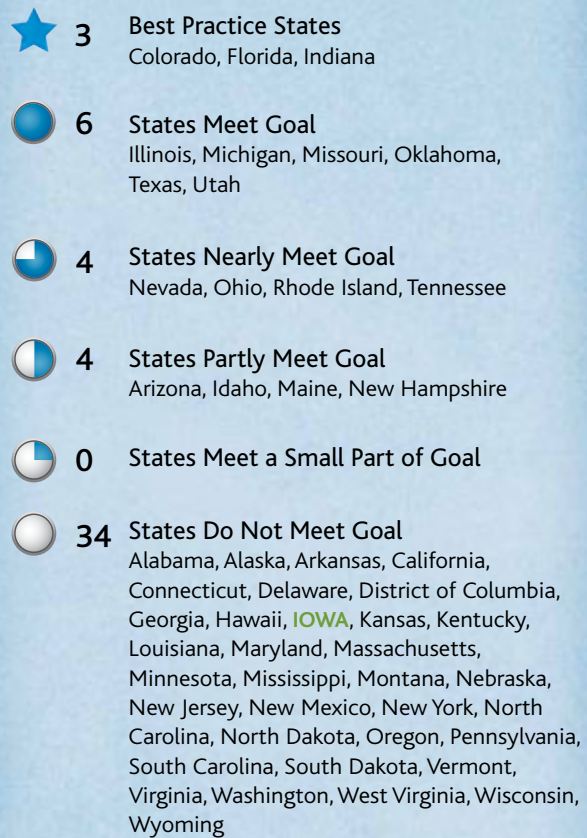 3 Best Practice States
Colorado, Florida, Indiana
6 States Meet Goal
Illinois, Michigan, Missouri, Oklahoma,
Texas, Utah
4 States Nearly Meet Goal
Nevada, Ohio, Rhode Island, Tennessee
4 States Partly Meet Goal
Arizona, Idaho, Maine, New Hampshire
0 States Meet a Small Part of Goal
34 States Do Not Meet Goal
Alabama, Alaska, Arkansas, California,
Connecticut, Delaware, District of Columbia,
Georgia, Hawaii, IOWA, Kansas, Kentucky,
Louisiana, Maryland, Massachusetts,
Minnesota, Mississippi, Montana, Nebraska,
New Jersey, New Mexico, New York, North
Carolina, North Dakota, Oregon, Pennsylvania,
South Carolina, South Dakota, Vermont,
Virginia, Washington, West Virginia, Wisconsin,
Wyoming